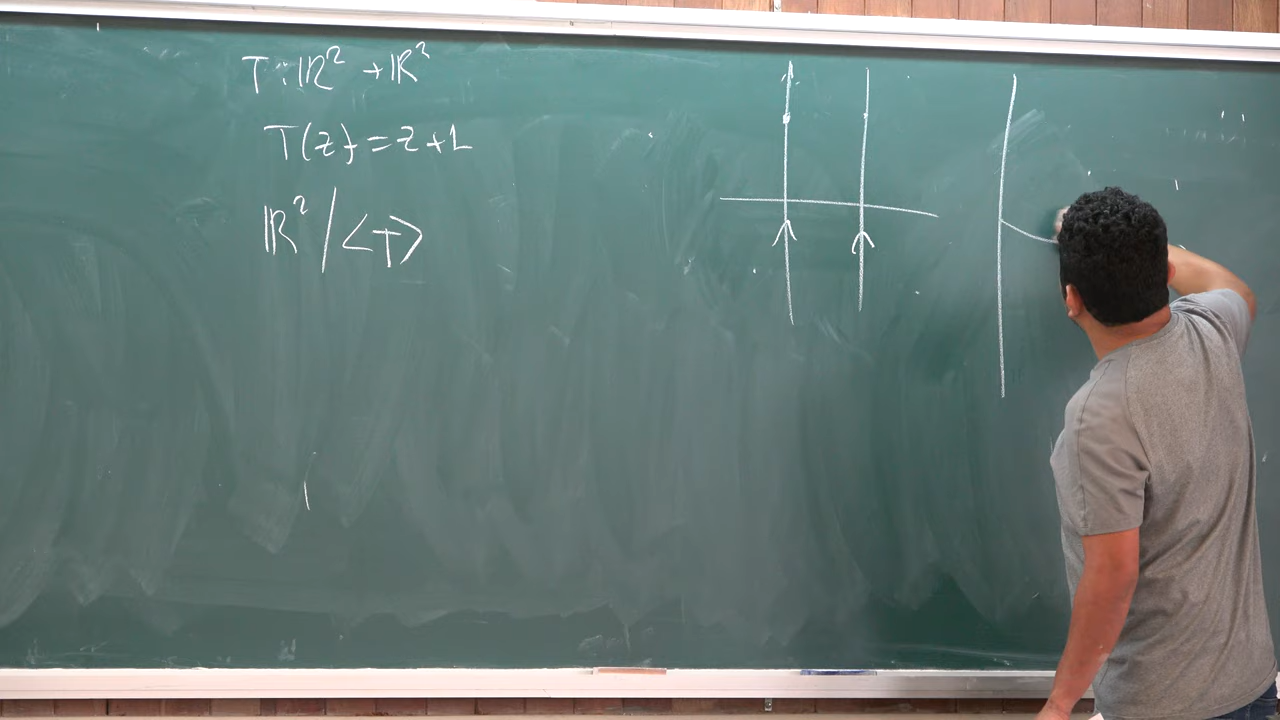 T : ℝ² → ℝ²
T(z) = z + 1
ℝ² / <T>